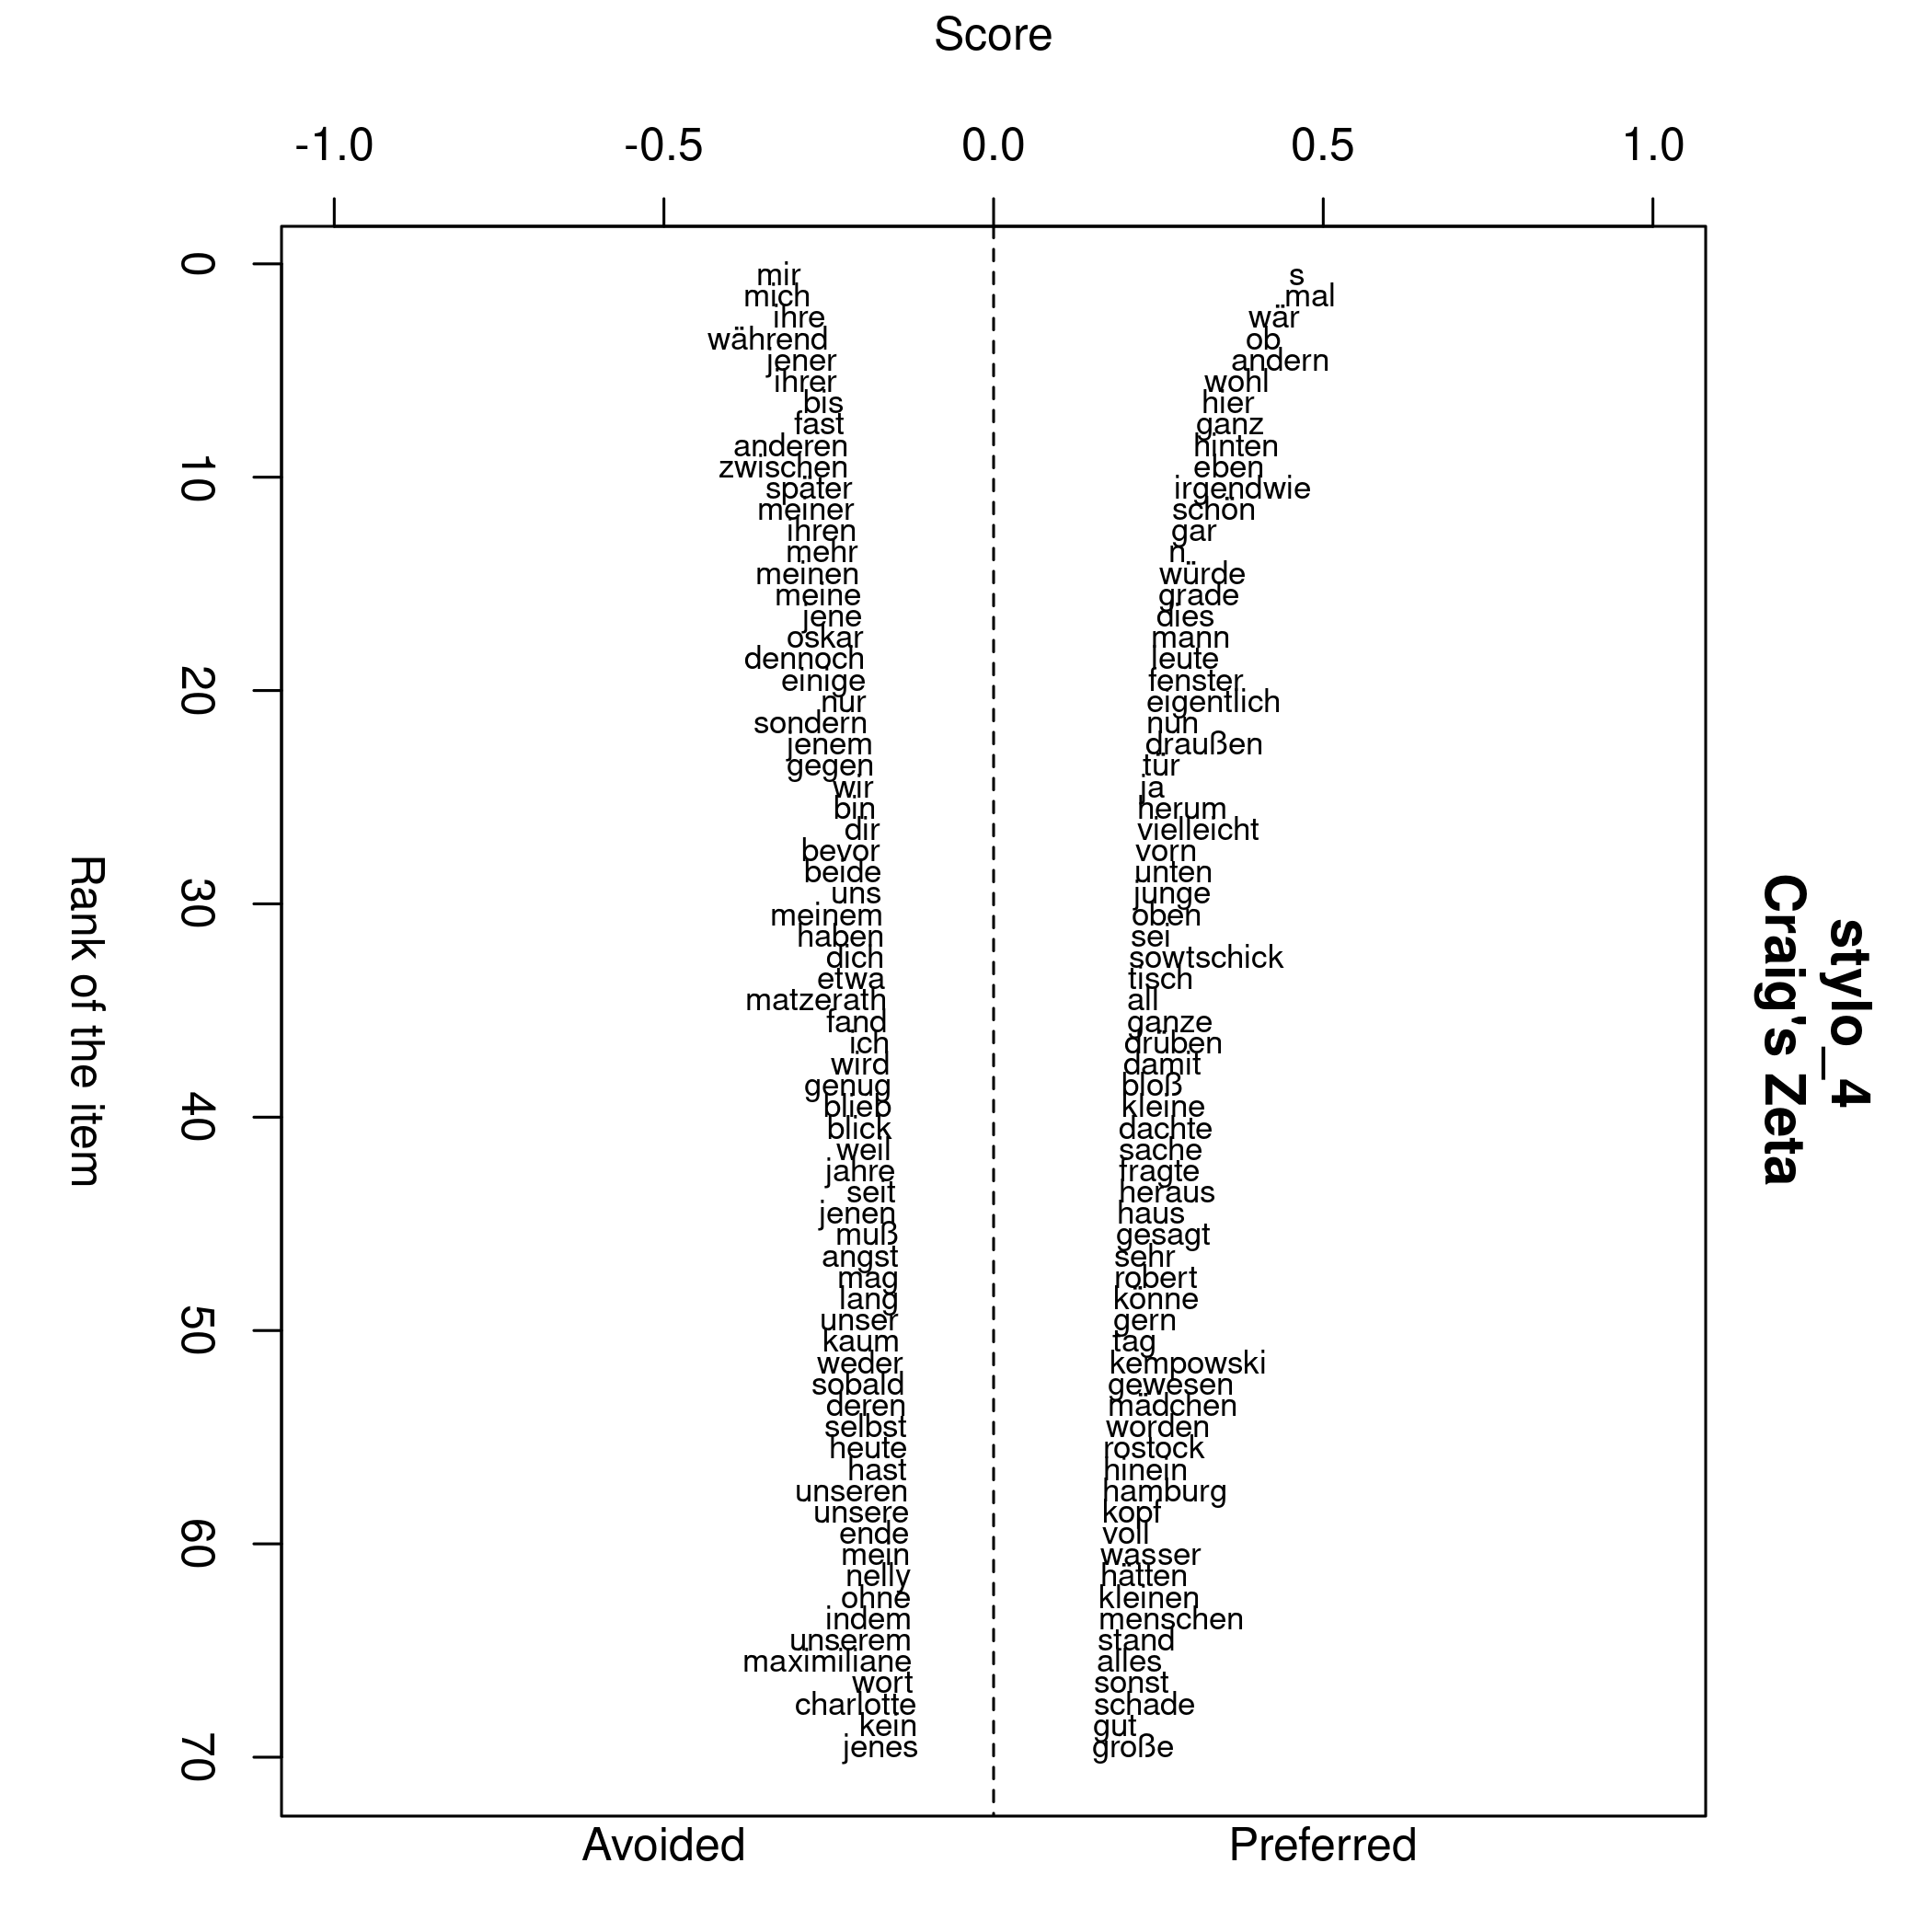 Score
-1.0 -0.5 0.0 0.5 1.0
0 10 20 30 40 50 60 70
Rank of the item
stylo_4
Craig's Zeta
mir s
mich mal
ihre wär
während ob
jener andern
ihrer wohl
bis hier
fast ganz
anderen hinten
zwischen eben
später irgendwie
meiner schön
ihren gar
mehr n
meinen würde
meine grade
jene dies
oskar mann
dennoch leute
einige fenster
nur eigentlich
sondern nun
jenem draußen
gegen tür
wir ja
bin herum
dir vielleicht
bevor vorn
beide unten
uns junge
meinem oben
haben sei
dich sowtschick
etwa tisch
matzerath all
fand ganze
ich drüben
wird damit
genug bloß
blieb kleine
blick dachte
weil sache
jahre fragte
seit heraus
jenen haus
muß gesagt
angst sehr
mag robert
lang könne
unser gern
kaum tag
weder kempowski
sobald gewesen
deren mädchen
selbst worden
heute rostock
hast hinein
unseren hamburg
unsere kopf
ende voll
mein wasser
nelly hätten
ohne kleinen
indem menschen
unserem stand
maximiliane alles
wort sonst
charlotte schade
kein gut
jenes große
Avoided Preferred